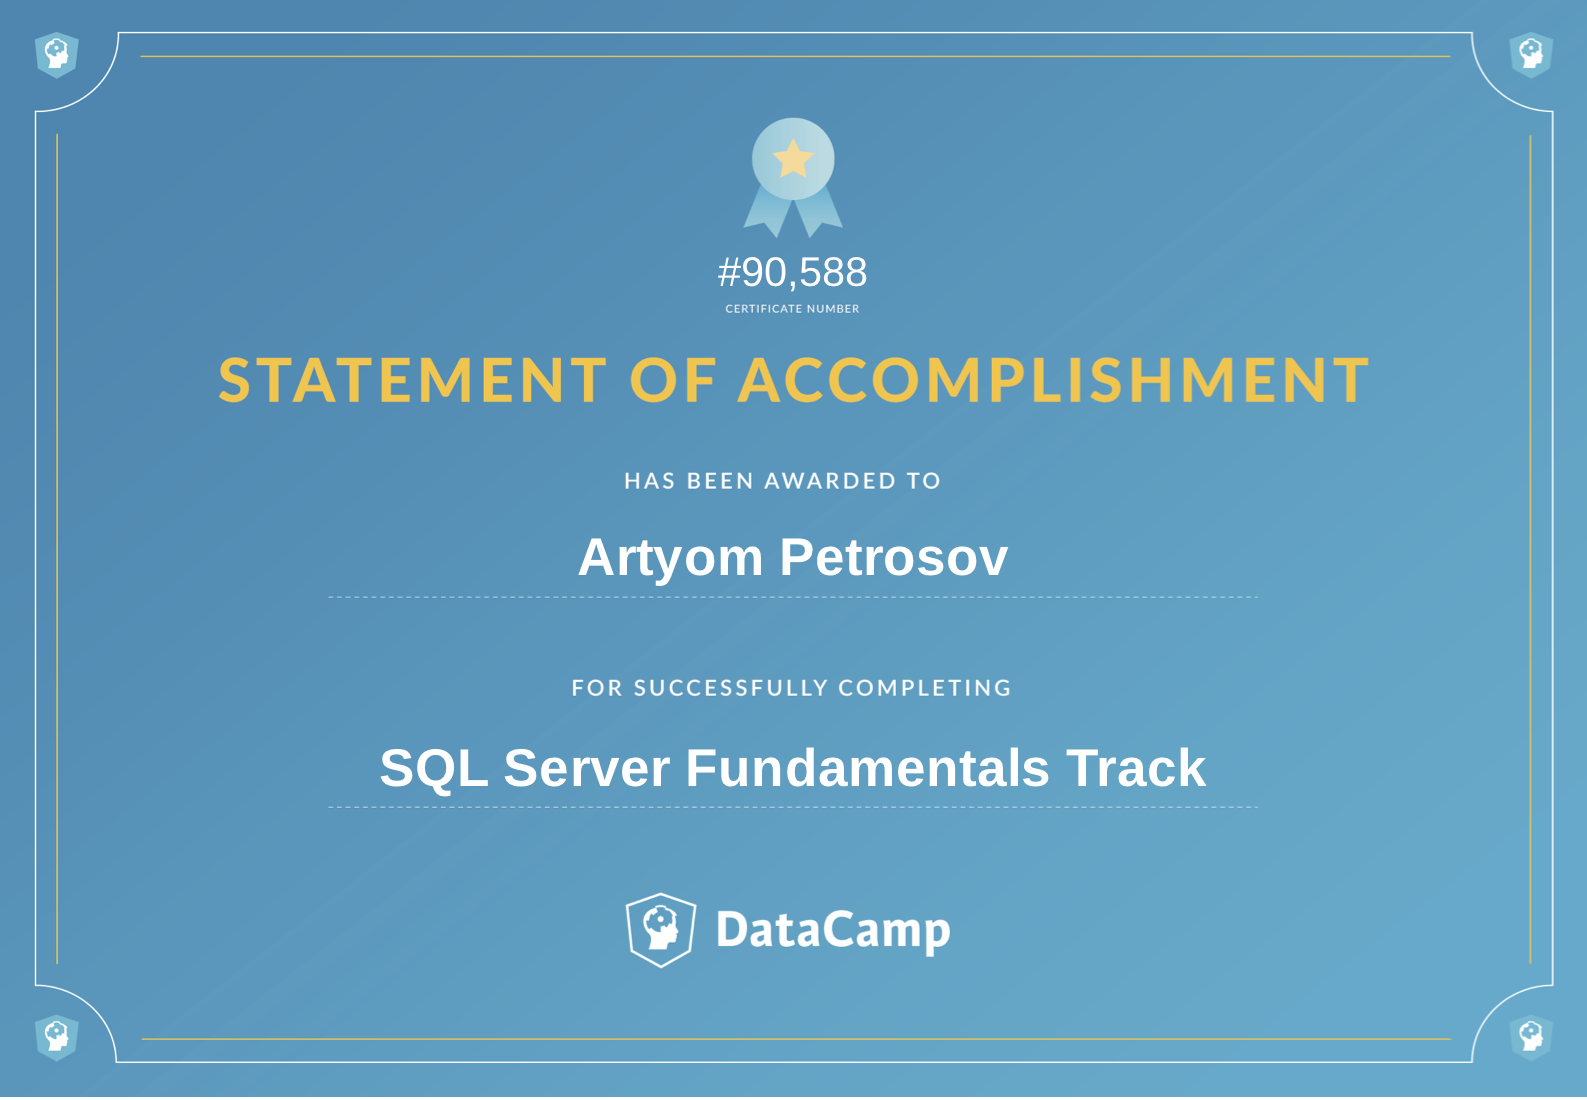 #90,588
CERTIFICATE NUMBER
STATEMENT OF ACCOMPLISHMENT
HAS BEEN AWARDED TO
Artyom Petrosov
FOR SUCCESSFULLY COMPLETING
SQL Server Fundamentals Track
DataCamp